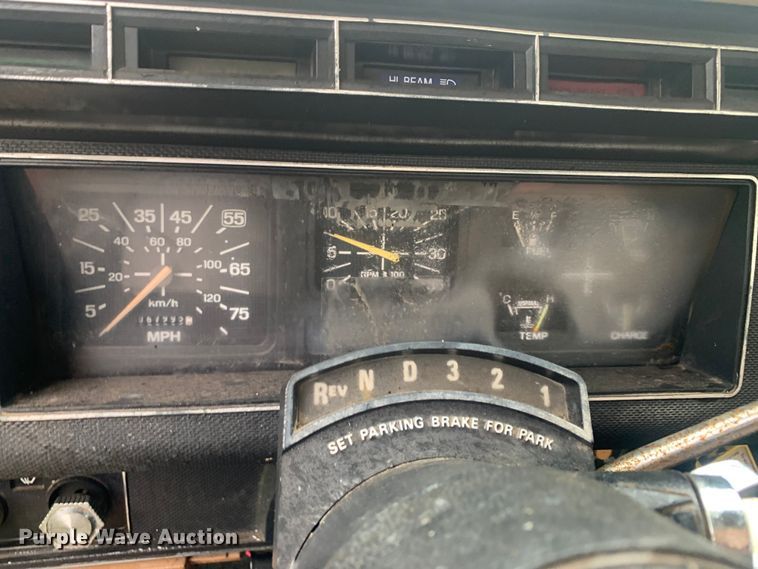 HI BEAM
25 35 45 55
40 60 80
15 20 100 65
km/h
5 120 75
MPH
10 15 20 25
5 30
RPM X 100
0
E F
FUEL
C NORMAL H
TEMP
CHARGE
REV N D 3 2 1
SET PARKING BRAKE FOR PARK
Purple Wave Auction